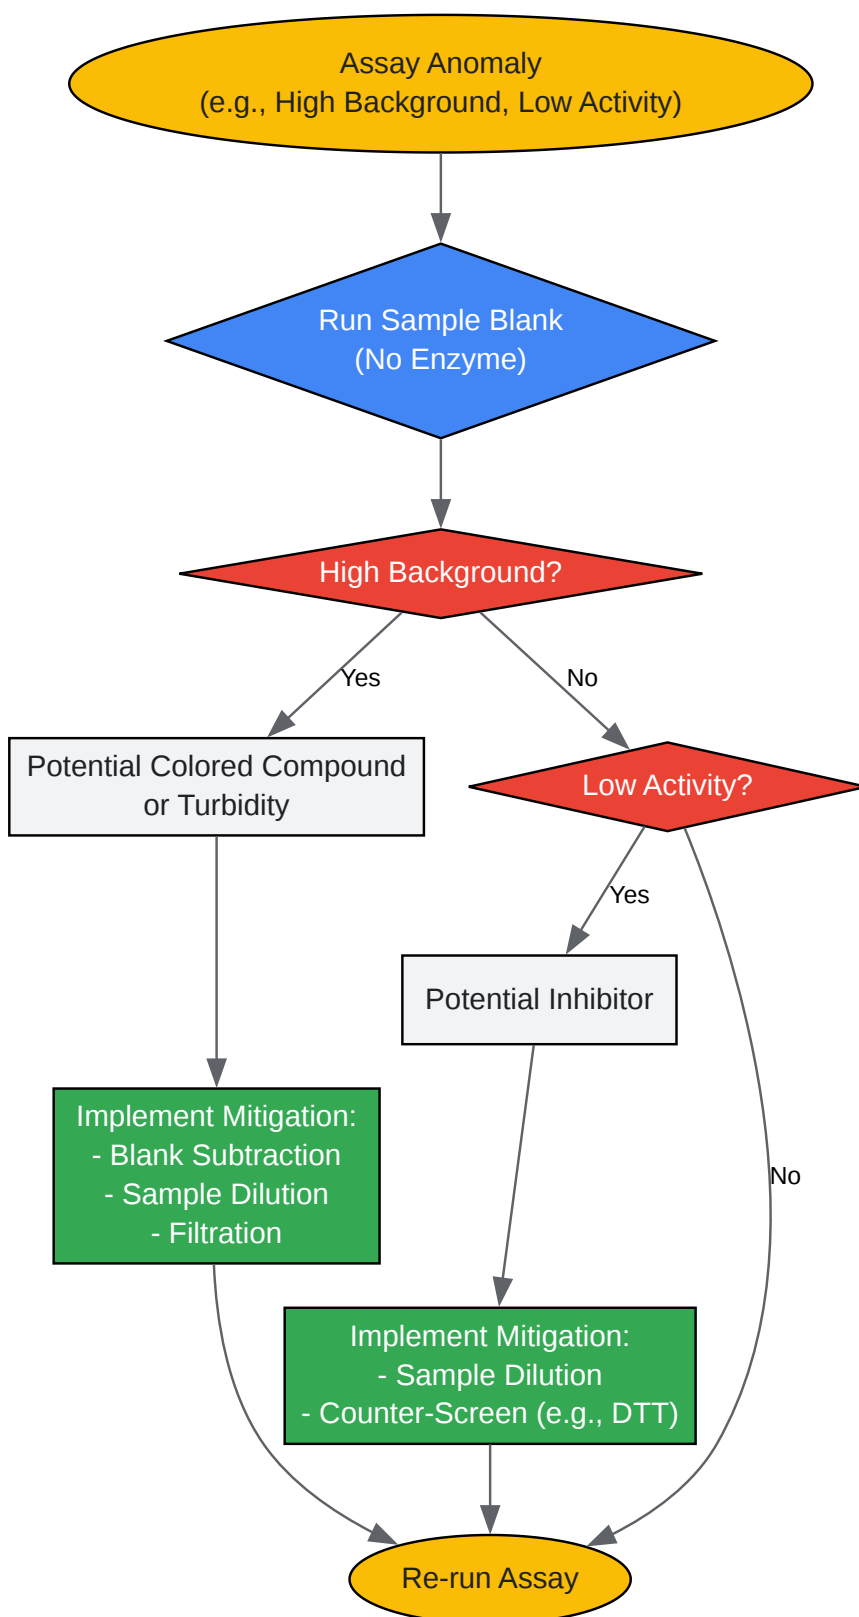 Assay Anomaly
(e.g., High Background, Low Activity)
Run Sample Blank
(No Enzyme)
High Background?
Yes
No
Potential Colored Compound
or Turbidity
Low Activity?
Yes
Potential Inhibitor
Implement Mitigation:
- Blank Subtraction
- Sample Dilution
- Filtration
No
Implement Mitigation:
- Sample Dilution
- Counter-Screen (e.g., DTT)
Re-run Assay